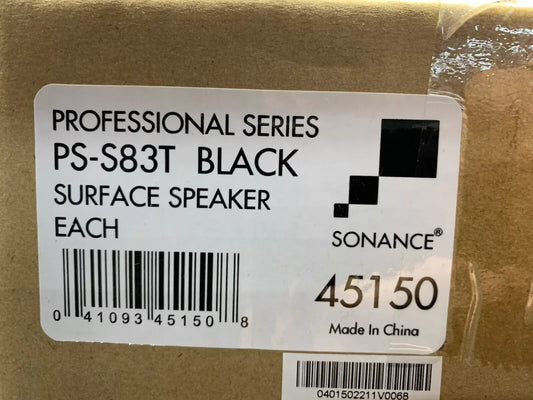 PROFESSIONAL SERIES
PS-S83T BLACK
SURFACE SPEAKER
EACH
SONANCE®
0 41093 45150 8
45150
Made In China
0401502211V0068